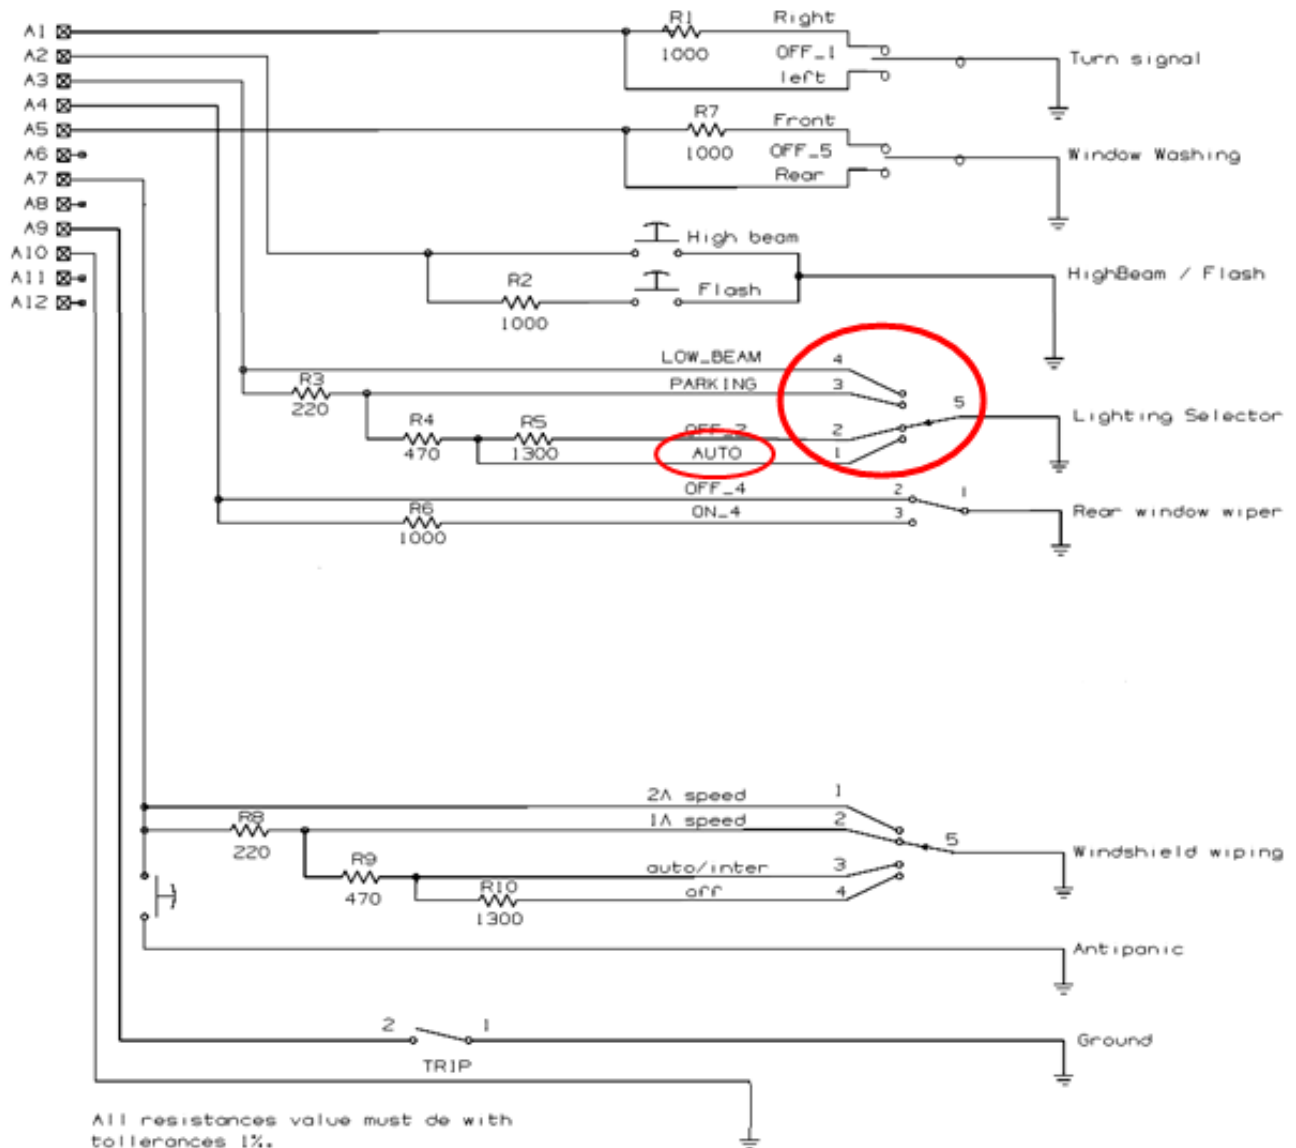 A1
A2
A3
A4
A5
A6
A7
A8
A9
A10
A11
A12
R1
1000
Right
OFF_1
left
Turn signal
R7
1000
Front
OFF_5
Rear
Window Washing
High beam
R2
1000
Flash
HighBeam / Flash
LOW_BEAM 4
R3
220
PARKING 3
R4
470
R5
1300
OFF_2 2
AUTO 1
5
Lighting Selector
OFF_4 2
R6
1000
ON_4 3
1
Rear window wiper
2A speed 1
R8
220
1A speed 2
R9
470
auto/inter 3
R10
1300
off 4
5
Windshield wiping
Antipanic
2 1
TRIP
Ground
All resistances value must de with
tollerances 1%.